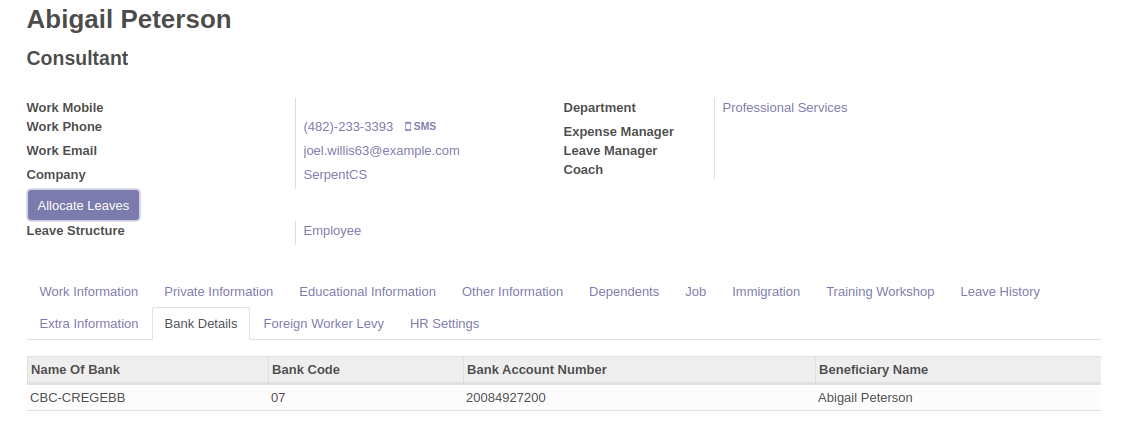 Abigail Peterson
Consultant
Work Mobile
Work Phone (482)-233-3393 SMS
Work Email joel.willis63@example.com
Company SerpentCS
Allocate Leaves
Leave Structure Employee
Department Professional Services
Expense Manager
Leave Manager
Coach
Work Information Private Information Educational Information Other Information Dependents Job Immigration Training Workshop Leave History
Extra Information Bank Details Foreign Worker Levy HR Settings
Name Of Bank Bank Code Bank Account Number Beneficiary Name
CBC-CREGEBB 07 20084927200 Abigail Peterson